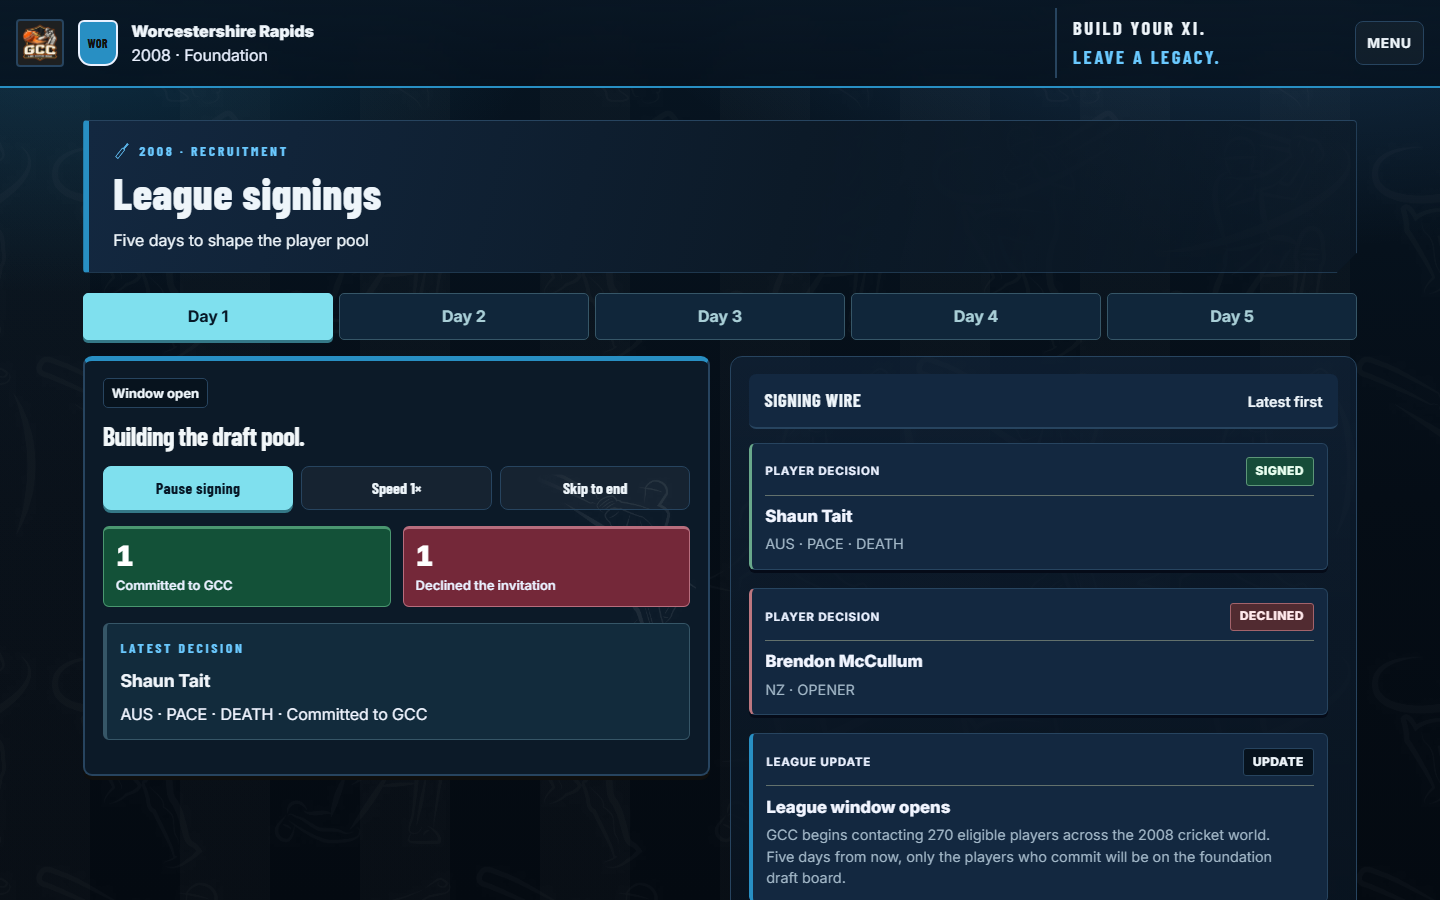 GCC
WOR
Worcestershire Rapids
2008 · Foundation
BUILD YOUR XI.
LEAVE A LEGACY.
MENU
2008 · RECRUITMENT
League signings
Five days to shape the player pool
Day 1
Day 2
Day 3
Day 4
Day 5
Window open
Building the draft pool.
Pause signing
Speed 1×
Skip to end
1
Committed to GCC
1
Declined the invitation
LATEST DECISION
Shaun Tait
AUS · PACE · DEATH · Committed to GCC
SIGNING WIRE
Latest first
PLAYER DECISION
SIGNED
Shaun Tait
AUS · PACE · DEATH
PLAYER DECISION
DECLINED
Brendon McCullum
NZ · OPENER
LEAGUE UPDATE
UPDATE
League window opens
GCC begins contacting 270 eligible players across the 2008 cricket world.
Five days from now, only the players who commit will be on the foundation
draft board.